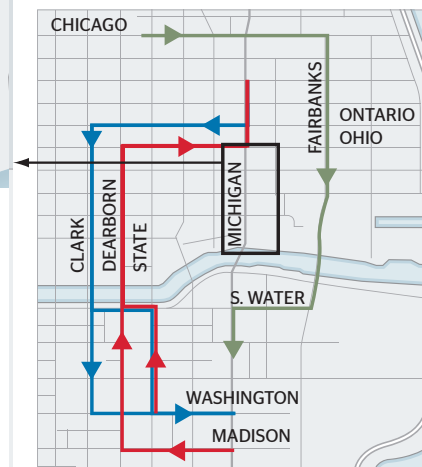 CHICAGO
FAIRBANKS
ONTARIO
OHIO
MICHIGAN
CLARK
DEARBORN
STATE
S. WATER
WASHINGTON
MADISON